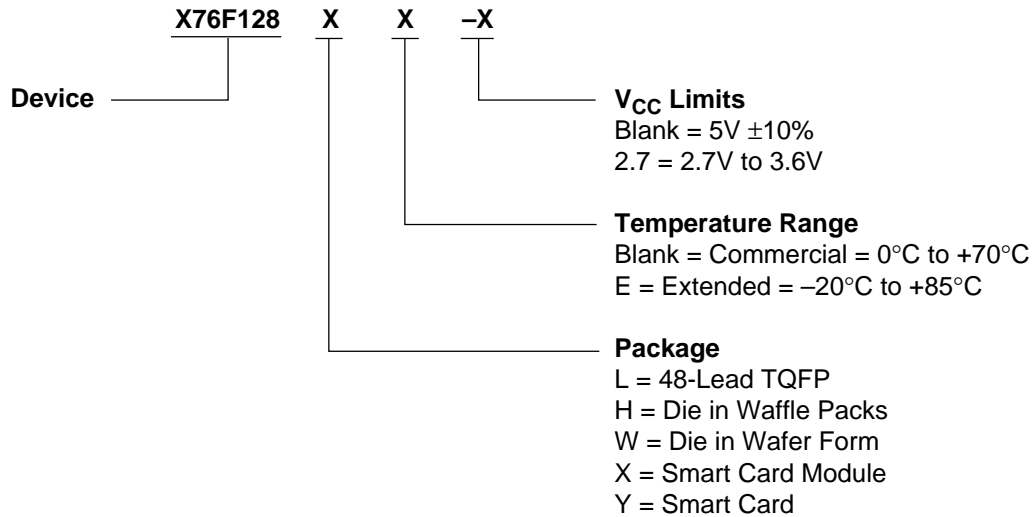 X76F128 X X –X
Device
VCC Limits
Blank = 5V ±10%
2.7 = 2.7V to 3.6V
Temperature Range
Blank = Commercial = 0°C to +70°C
E = Extended = –20°C to +85°C
Package
L = 48-Lead TQFP
H = Die in Waffle Packs
W = Die in Wafer Form
X = Smart Card Module
Y = Smart Card